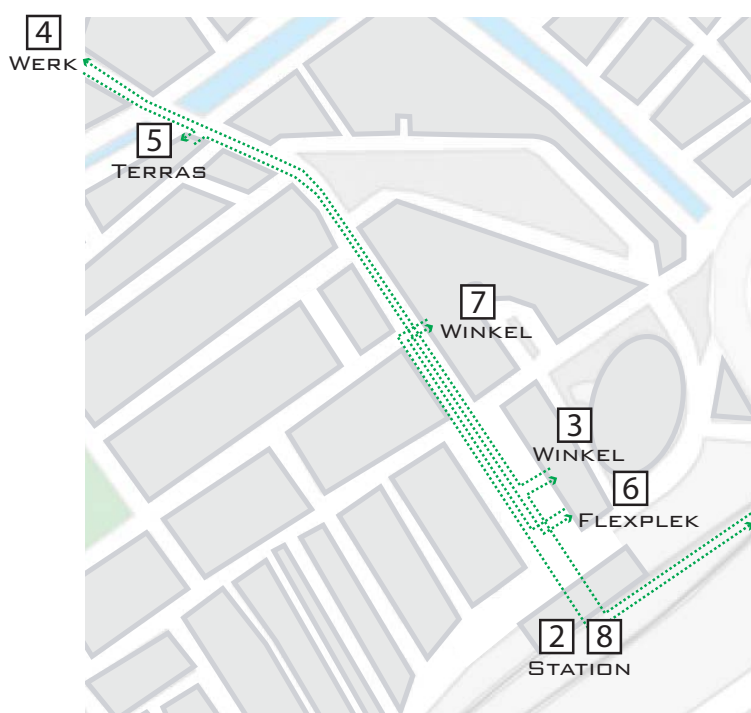 4
WERK
5
TERRAS
7
WINKEL
3
WINKEL
6
FLEXPLEK
2 8
STATION